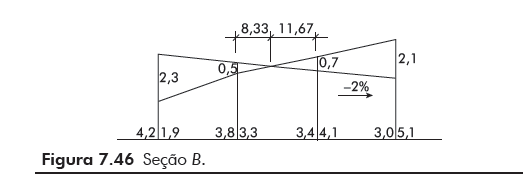 8,33 11,67
2,3 0,5 0,7 2,1
–2%
4,2 1,9 3,8 3,3 3,4 4,1 3,0 5,1
Figura 7.46 Seção B.